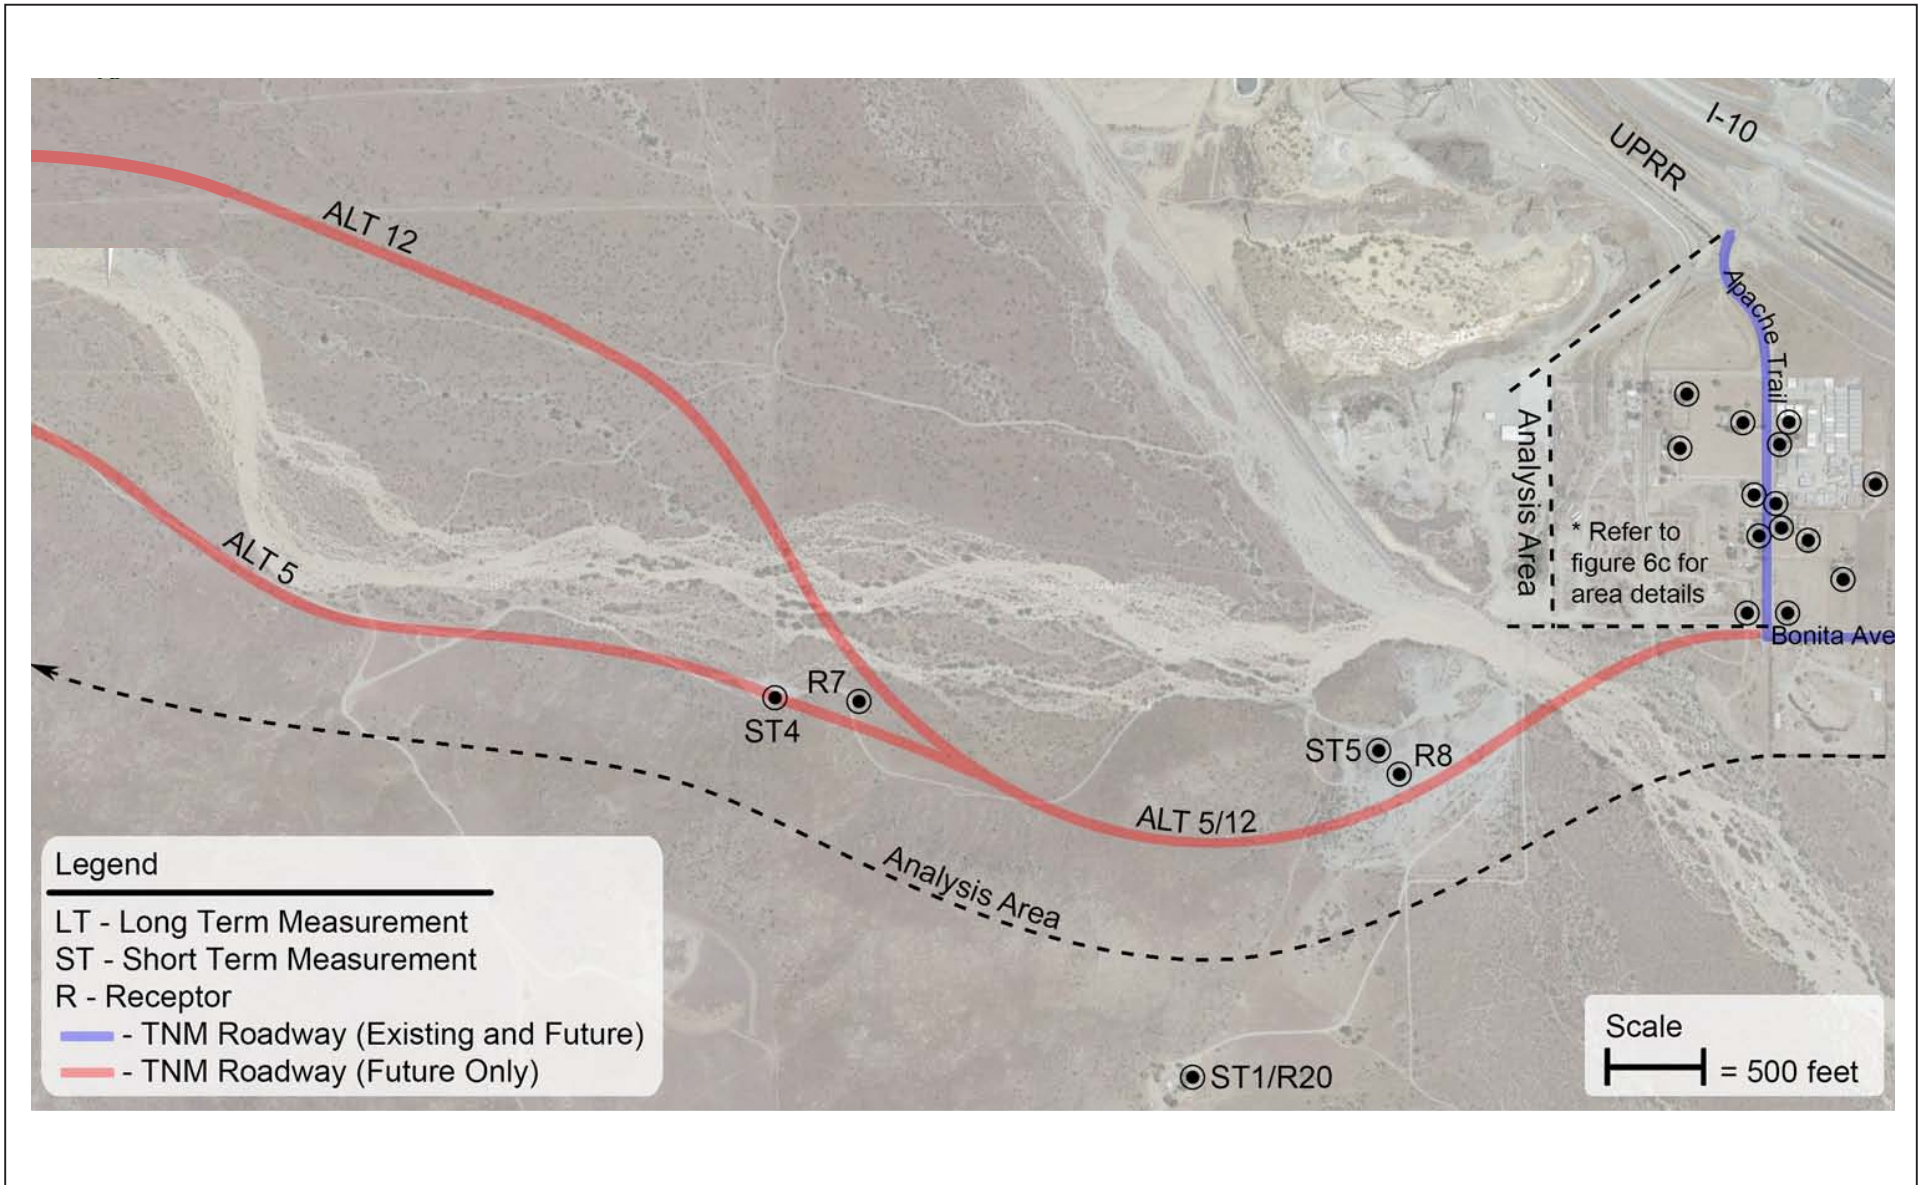 I-10
UPRR
ALT 12
Apache Trail
Analysis Area
* Refer to
figure 6c for
area details
ALT 5
Bonita Ave
R7
ST4
ST5
R8
ALT 5/12
Analysis Area
Legend
LT - Long Term Measurement
ST - Short Term Measurement
R - Receptor
- TNM Roadway (Existing and Future)
- TNM Roadway (Future Only)
Scale
= 500 feet
ST1/R20